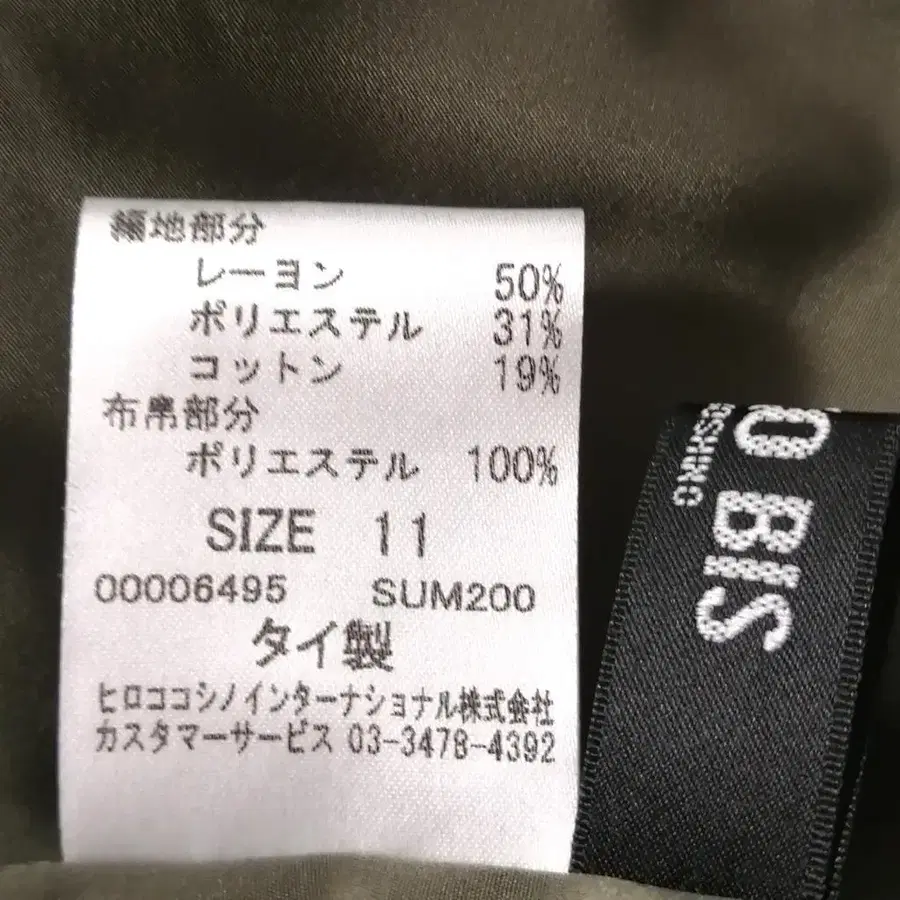 編地部分
レーヨン 50%
ポリエステル 31%
コットン 19%
布帛部分
ポリエステル 100%
SIZE 11
00006495 SUM200
タイ製
ヒロココシノインターナショナル株式会社
カスタマーサービス 03-3478-4392
BIS